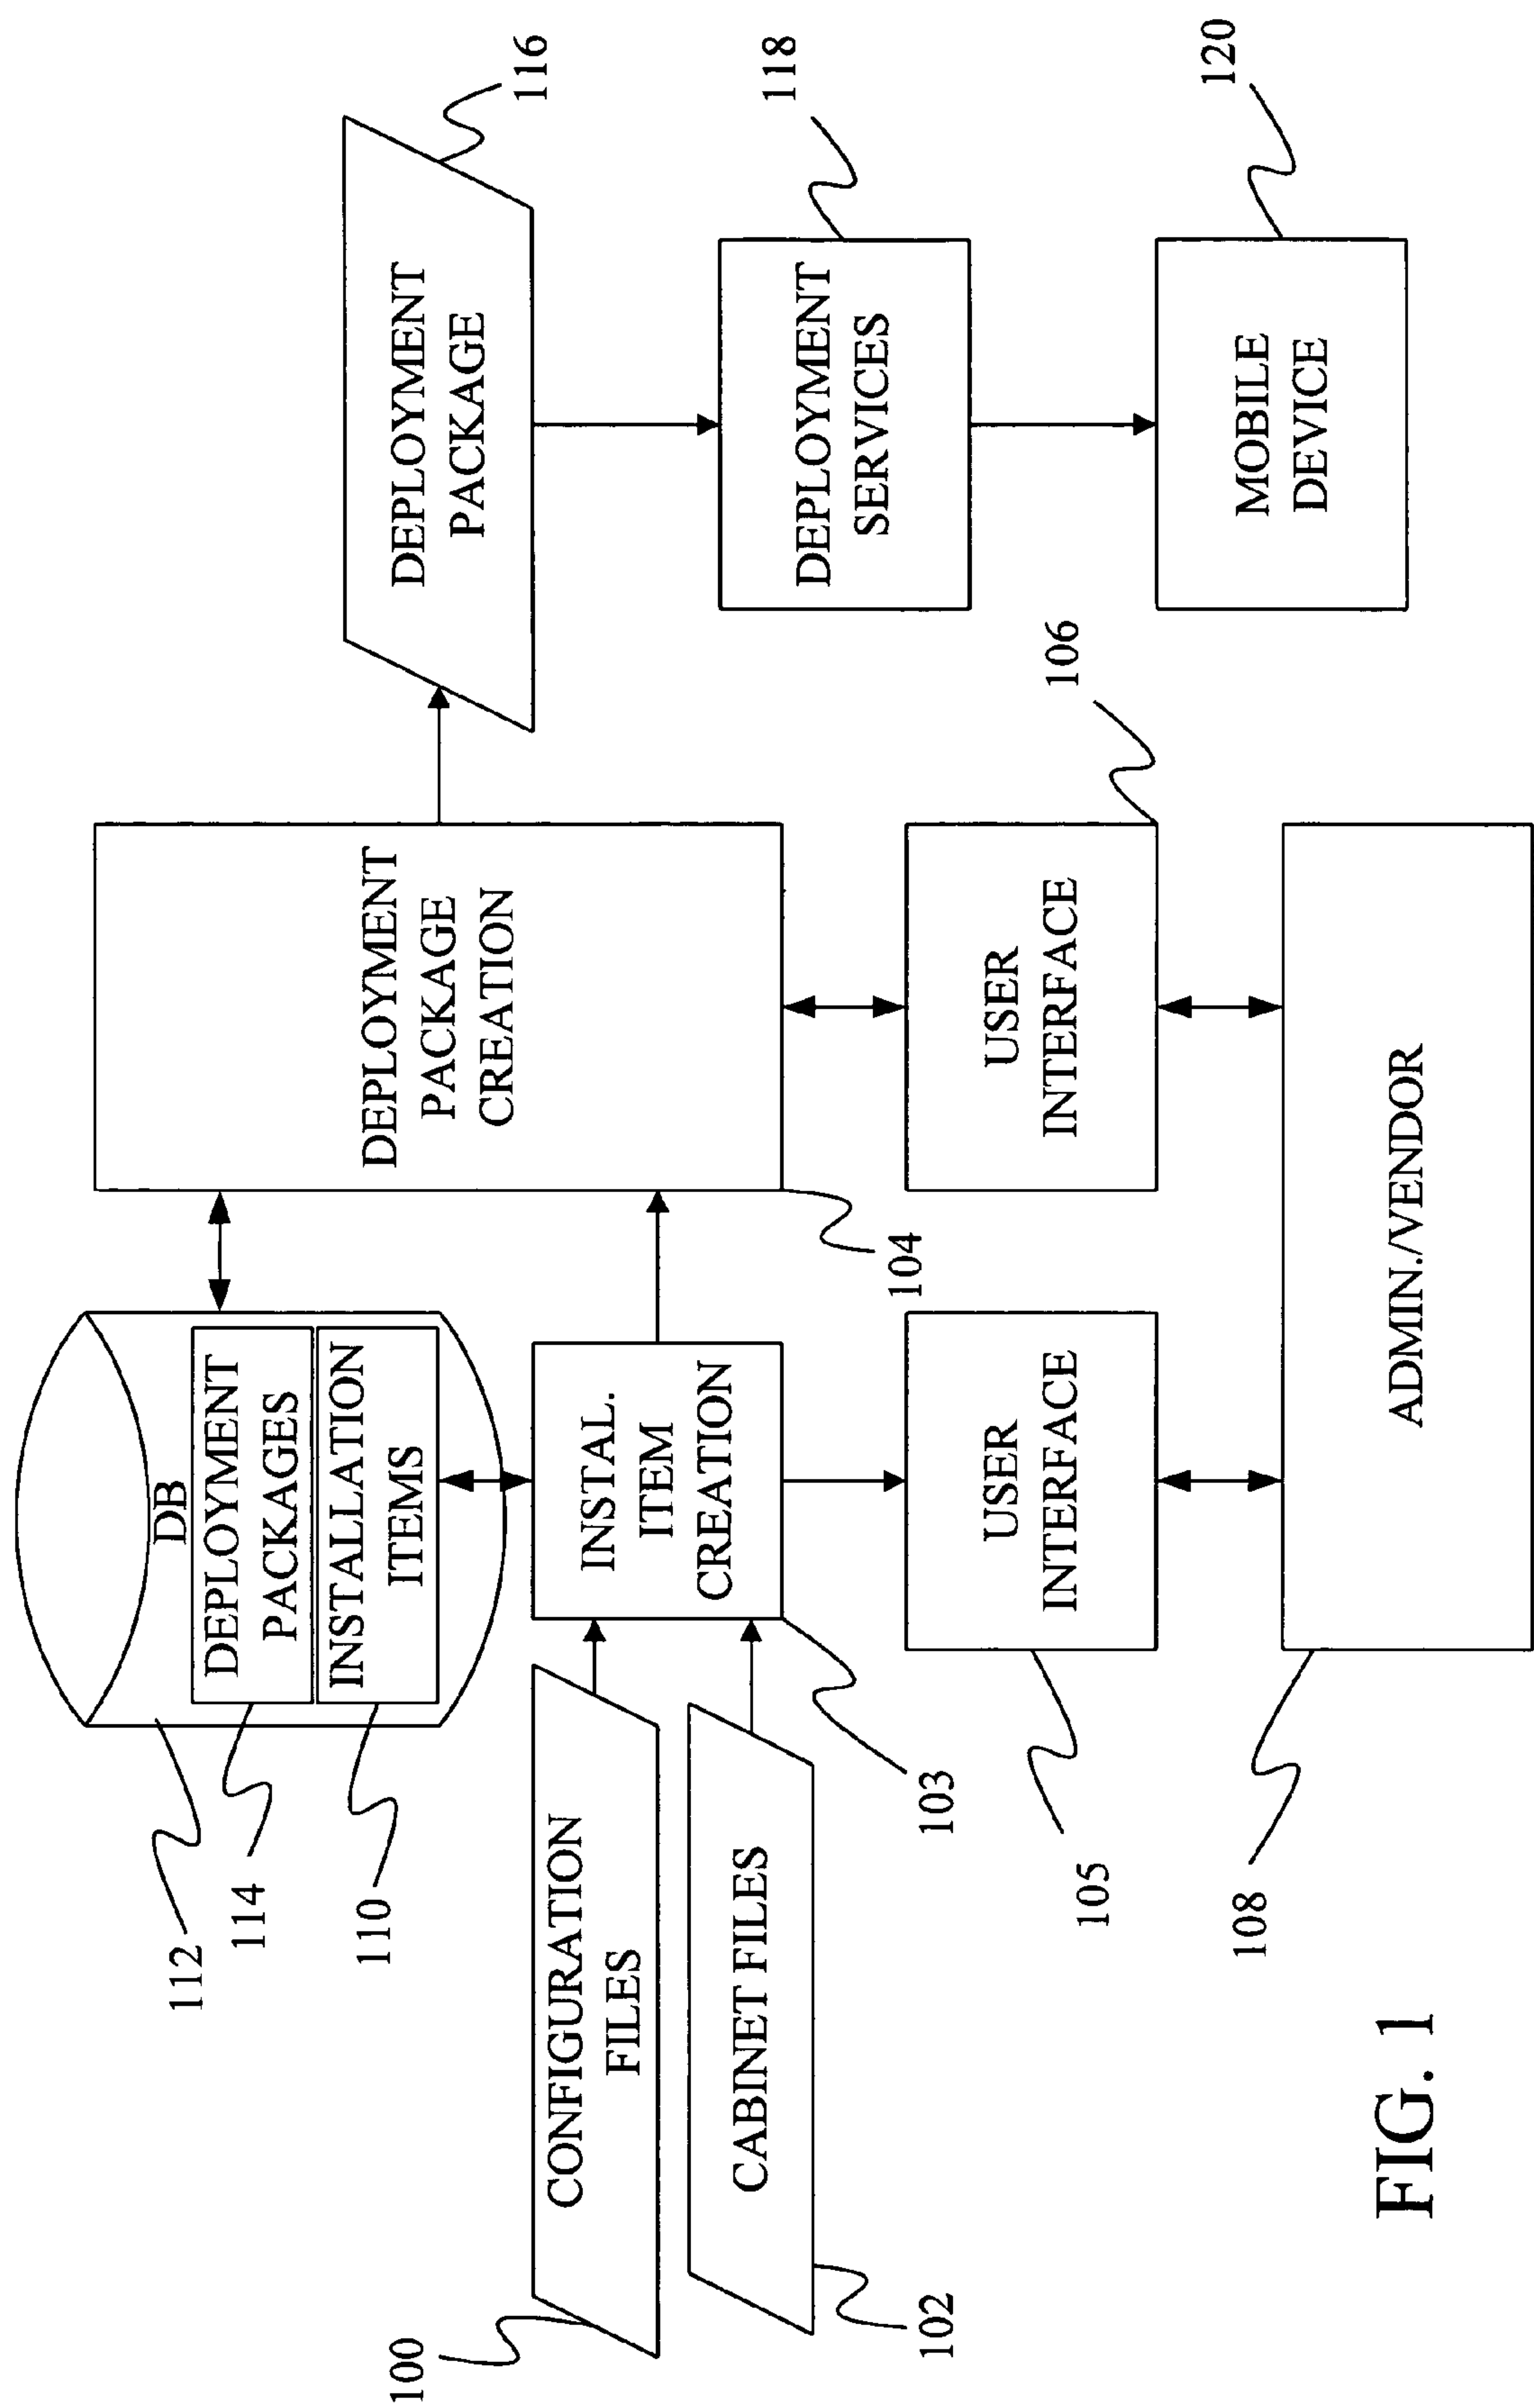 112
114
110
DB
DEPLOYMENT
PACKAGES
INSTALLATION
ITEMS
DEPLOYMENT
PACKAGE
CREATION
104
DEPLOYMENT
PACKAGE
116
100
CONFIGURATION
FILES
CABINET FILES
102
INSTAL.
ITEM
CREATION
103
DEPLOYMENT
SERVICES
118
USER
INTERFACE
105
USER
INTERFACE
106
MOBILE
DEVICE
120
ADMIN./VENDOR
108
FIG. 1